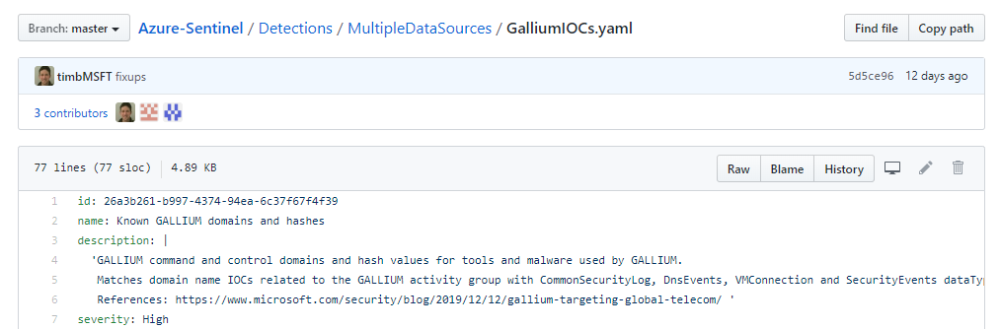 Branch: master Azure-Sentinel / Detections / MultipleDataSources / GalliumIOCs.yaml Find file Copy path
timbMSFT fixups 5d5ce96 12 days ago
3 contributors
77 lines (77 sloc) 4.89 KB Raw Blame History
1 id: 26a3b261-b997-4374-94ea-6c37f67f4f39
2 name: Known GALLIUM domains and hashes
3 description: |
4 'GALLIUM command and control domains and hash values for tools and malware used by GALLIUM.
5 Matches domain name IOCs related to the GALLIUM activity group with CommonSecurityLog, DnsEvents, VMConnection and SecurityEvents dataTyp
6 References: https://www.microsoft.com/security/blog/2019/12/12/gallium-targeting-global-telecom/ '
7 severity: High